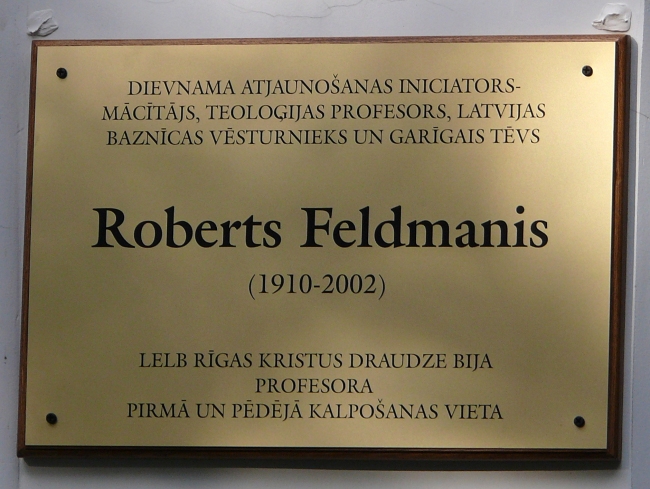 DIEVNAMA ATJAUNOŠANAS INICIATORS-
MĀCĪTĀJS, TEOLOĢIJAS PROFESORS, LATVIJAS
BAZNĪCAS VĒSTURNIEKS UN GARĪGAIS TĒVS
Roberts Feldmanis
(1910-2002)
LELB RĪGAS KRISTUS DRAUDZE BIJA
PROFESORA
PIRMĀ UN PĒDĒJĀ KALPOŠANAS VIETA